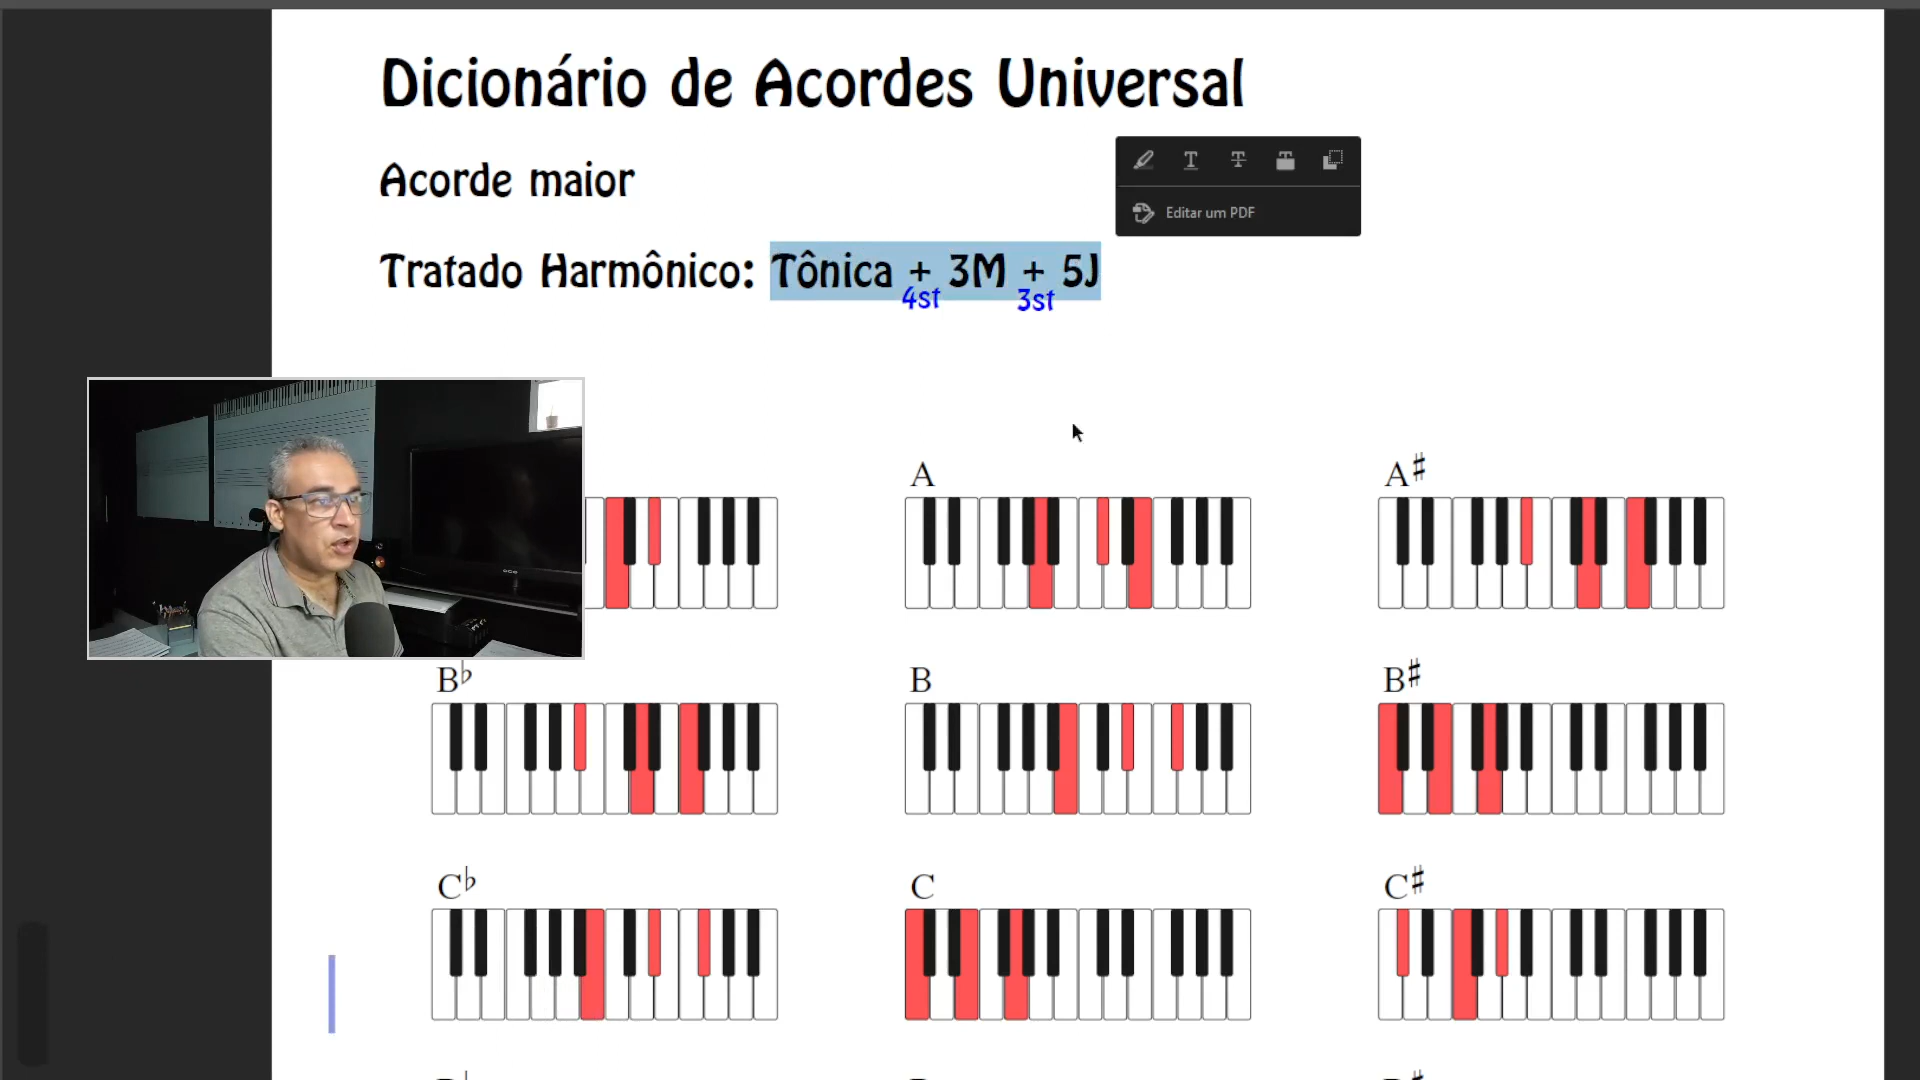 Dicionário de Acordes Universal
Acorde maior
Editar um PDF
Tratado Harmônico: Tônica + 3M + 5J
4st 3st
A A♯
B♭ B B♯
C♭ C C♯